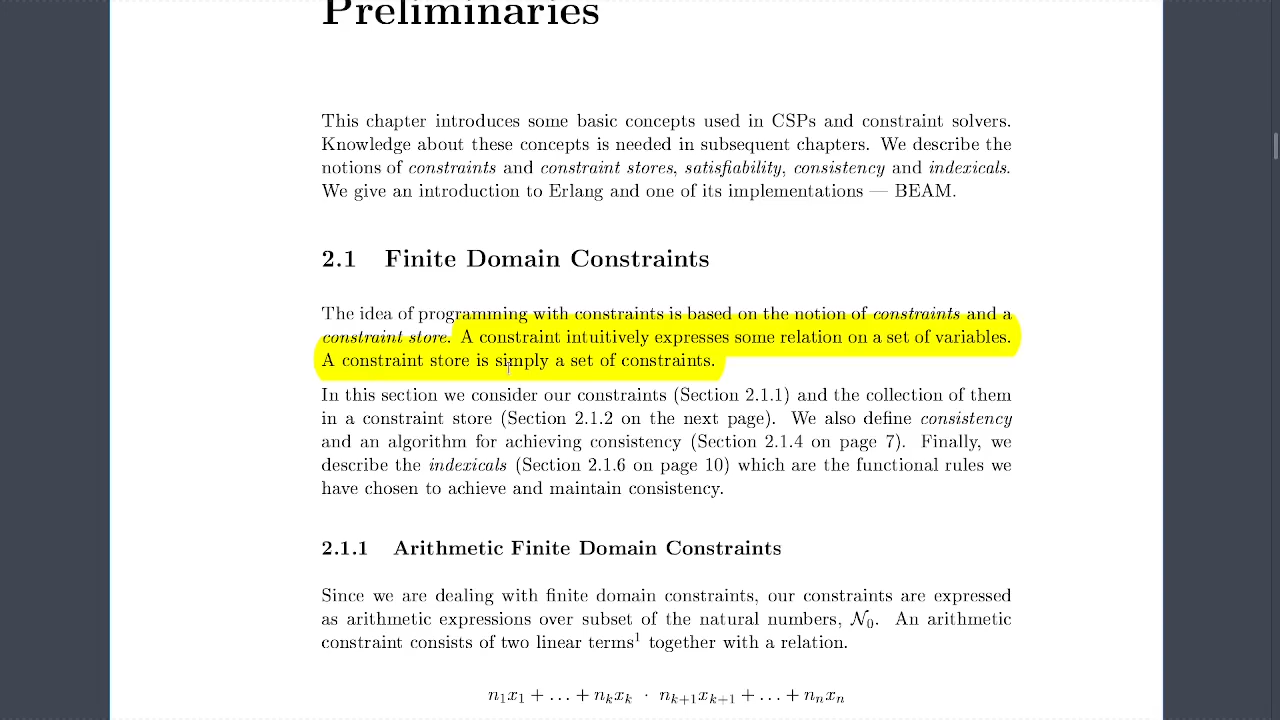 Preliminaries
This chapter introduces some basic concepts used in CSPs and constraint solvers.
Knowledge about these concepts is needed in subsequent chapters. We describe the
notions of constraints and constraint stores, satisfiability, consistency and indexicals.
We give an introduction to Erlang and one of its implementations — BEAM.
2.1 Finite Domain Constraints
The idea of programming with constraints is based on the notion of constraints and a
constraint store. A constraint intuitively expresses some relation on a set of variables.
A constraint store is simply a set of constraints.
In this section we consider our constraints (Section 2.1.1) and the collection of them
in a constraint store (Section 2.1.2 on the next page). We also define consistency
and an algorithm for achieving consistency (Section 2.1.4 on page 7). Finally, we
describe the indexicals (Section 2.1.6 on page 10) which are the functional rules we
have chosen to achieve and maintain consistency.
2.1.1 Arithmetic Finite Domain Constraints
Since we are dealing with finite domain constraints, our constraints are expressed
as arithmetic expressions over subset of the natural numbers, 𝒩₀. An arithmetic
constraint consists of two linear terms¹ together with a relation.
n₁x₁ + … + nₖxₖ · nₖ₊₁xₖ₊₁ + … + nₙxₙ